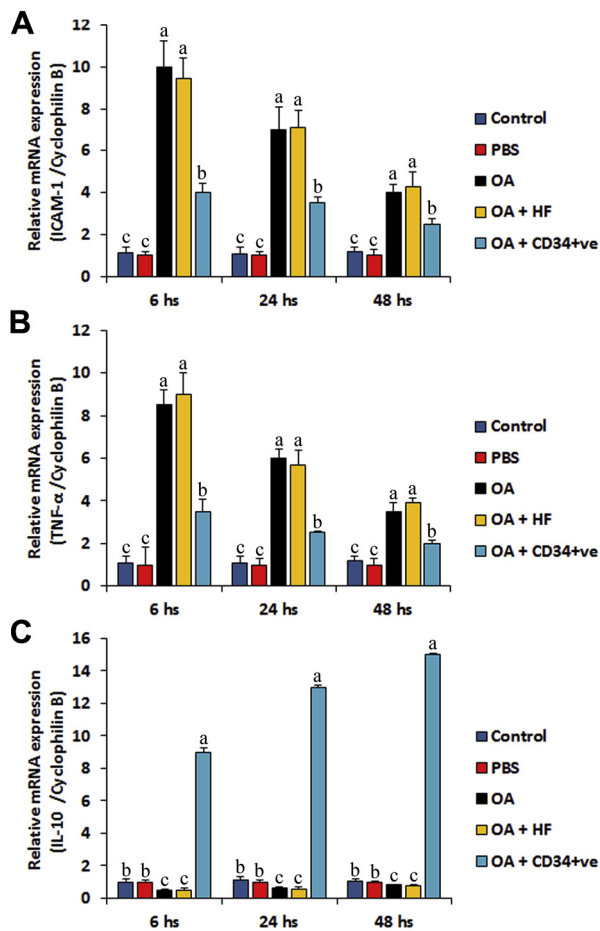 A
Relative mRNA expression
(ICAM-1 /Cyclophilin B)
12
10
8
6
4
2
0
c c a a b
c c a a b
c c a a b
6 hs 24 hs 48 hs
Control
PBS
OA
OA + HF
OA + CD34+ve
B
Relative mRNA expression
(TNF-α /Cyclophilin B)
12
10
8
6
4
2
0
c c a a b
c c a a b
c c a a b
6 hs 24 hs 48 hs
Control
PBS
OA
OA + HF
OA + CD34+ve
C
Relative mRNA expression
(IL-10 /Cyclophilin B)
16
14
12
10
8
6
4
2
0
b b c c a
b b c c a
b b c c a
6 hs 24 hs 48 hs
Control
PBS
OA
OA + HF
OA + CD34+ve